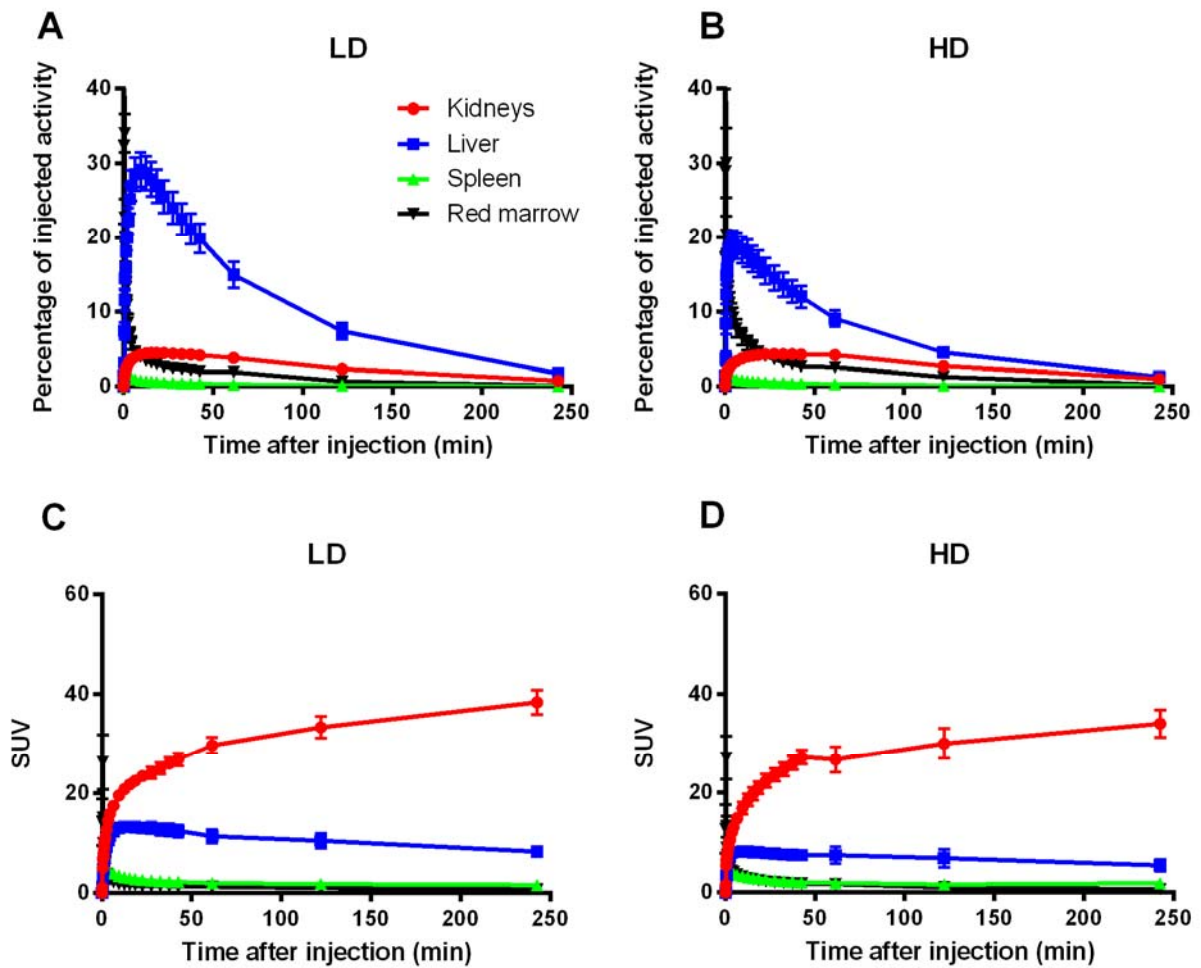 A
LD
Percentage of injected activity
40
30
20
10
0
0 50 100 150 200 250
Time after injection (min)
Kidneys
Liver
Spleen
Red marrow
B
HD
Percentage of injected activity
40
30
20
10
0
0 50 100 150 200 250
Time after injection (min)
C
LD
SUV
60
40
20
0
0 50 100 150 200 250
Time after injection (min)
D
HD
SUV
60
40
20
0
0 50 100 150 200 250
Time after injection (min)